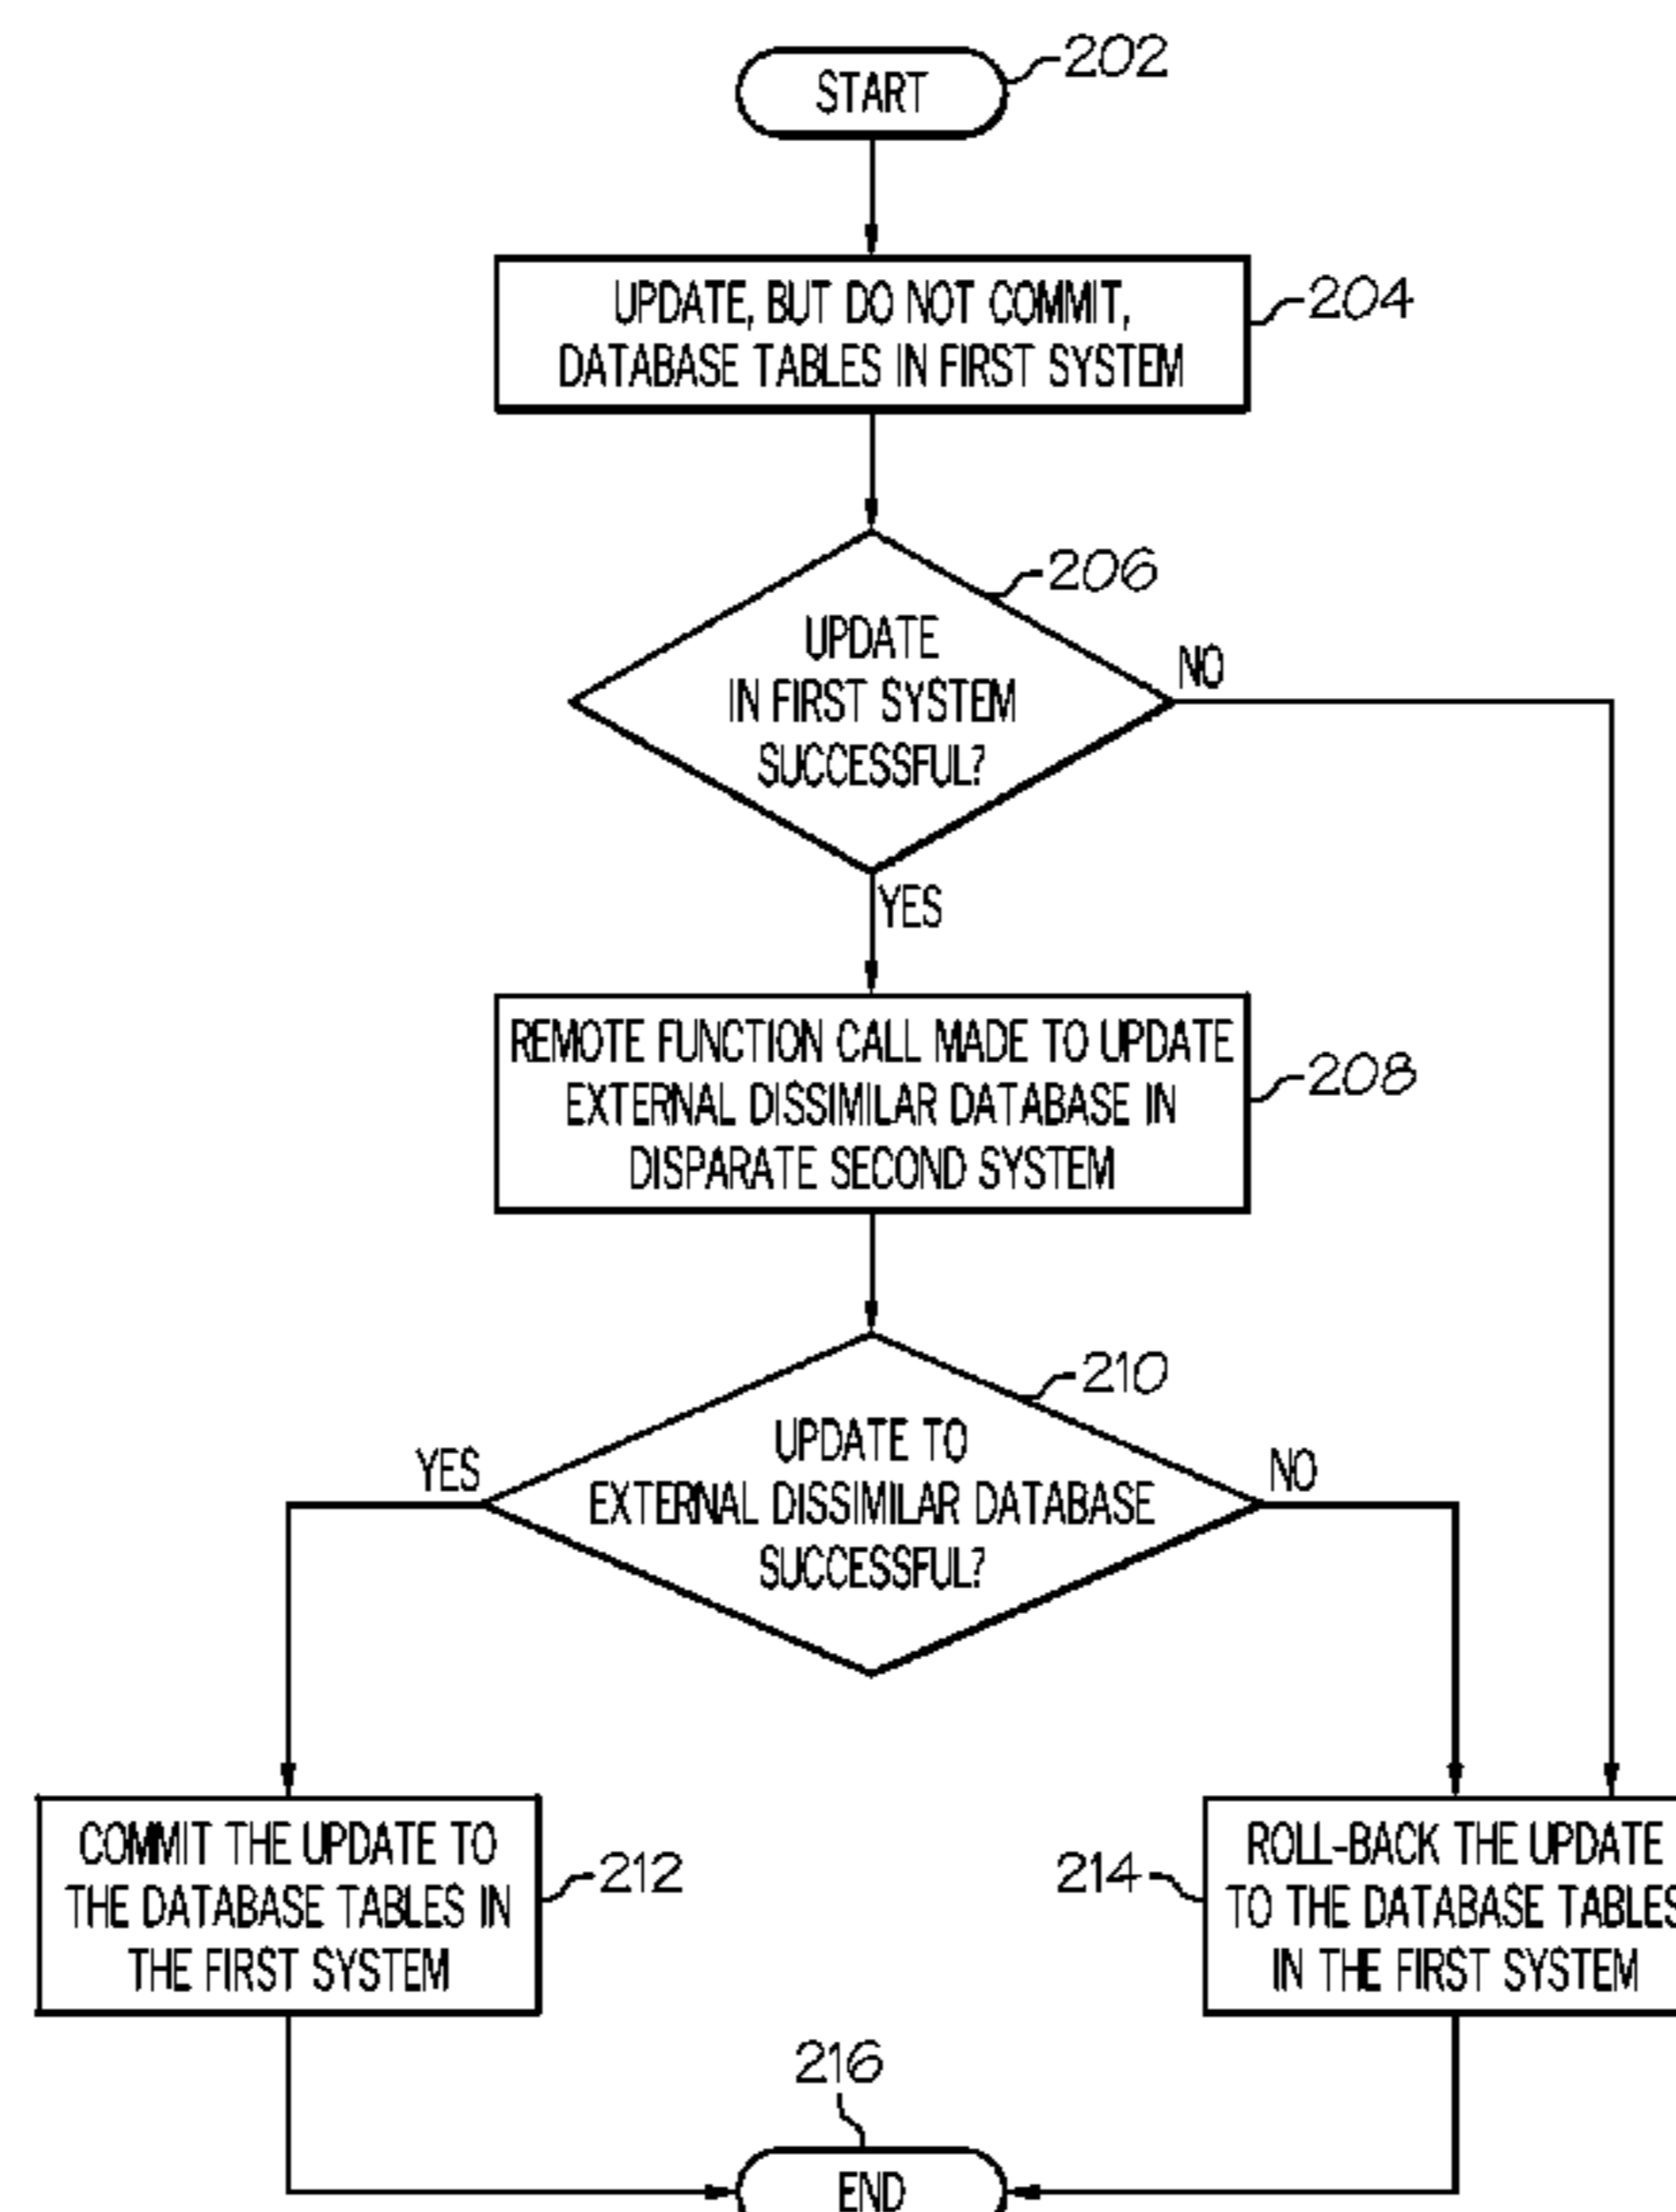 START
202
UPDATE, BUT DO NOT COMMIT,
DATABASE TABLES IN FIRST SYSTEM
204
206
UPDATE
IN FIRST SYSTEM
SUCCESSFUL?
NO
YES
REMOTE FUNCTION CALL MADE TO UPDATE
EXTERNAL DISSIMILAR DATABASE IN
DISPARATE SECOND SYSTEM
208
210
UPDATE TO
EXTERNAL DISSIMILAR DATABASE
SUCCESSFUL?
YES
NO
COMMIT THE UPDATE TO
THE DATABASE TABLES IN
THE FIRST SYSTEM
212
214
ROLL-BACK THE UPDATE
TO THE DATABASE TABLES
IN THE FIRST SYSTEM
216
END